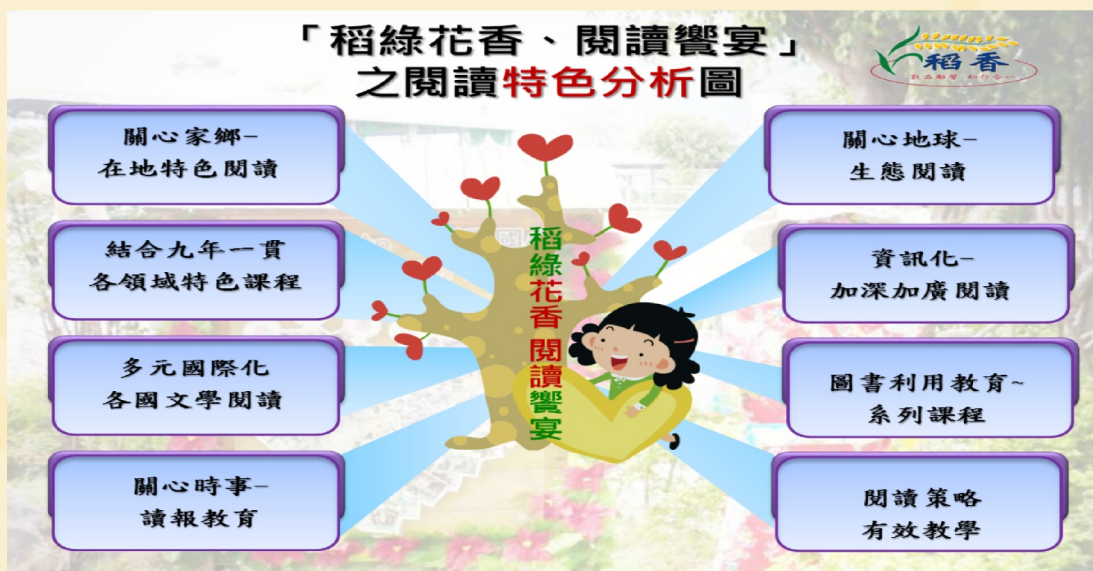 「稻綠花香、閱讀饗宴」
之閱讀特色分析圖
稻香
關心家鄉-
在地特色閱讀
結合九年一貫
各領域特色課程
多元國際化
各國文學閱讀
關心時事-
讀報教育
稻綠花香 閱讀饗宴
關心地球-
生態閱讀
資訊化-
加深加廣閱讀
圖書利用教育~
系列課程
閱讀策略
有效教學